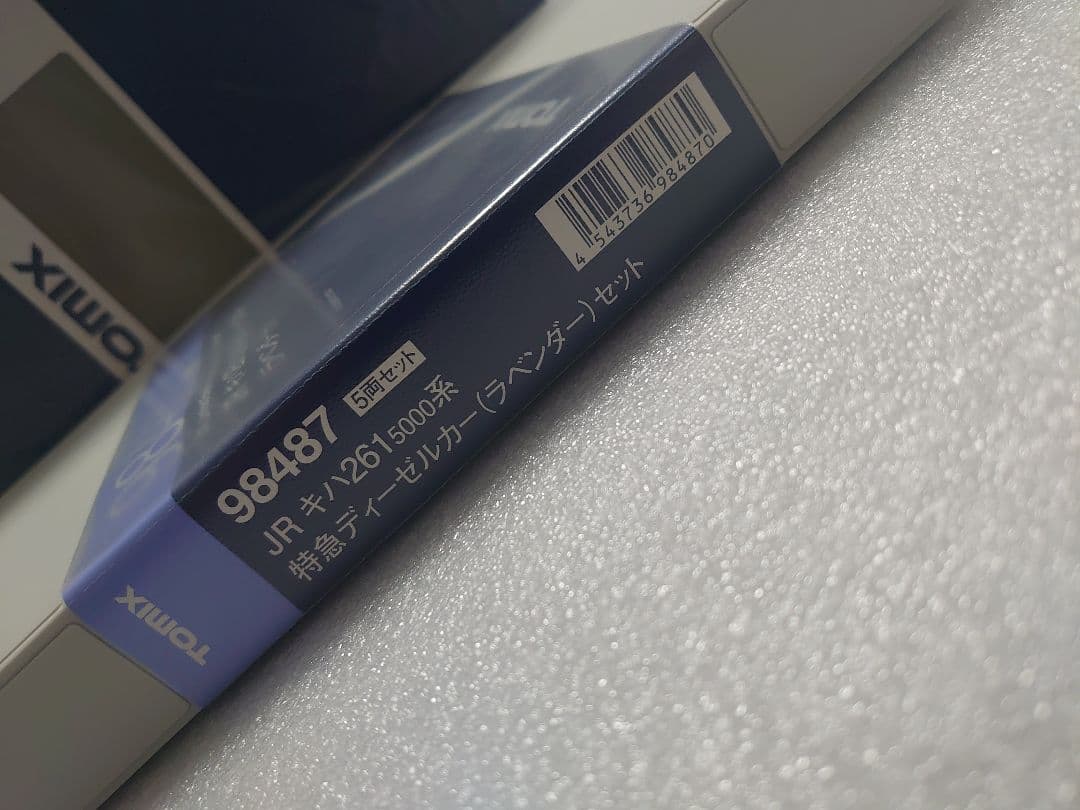 TOMIX
TOMIX
4 543736 984870
98487 5両セット
JR キハ261 5000系
特急ディーゼルカー(ラベンダー)セット
TOMIX